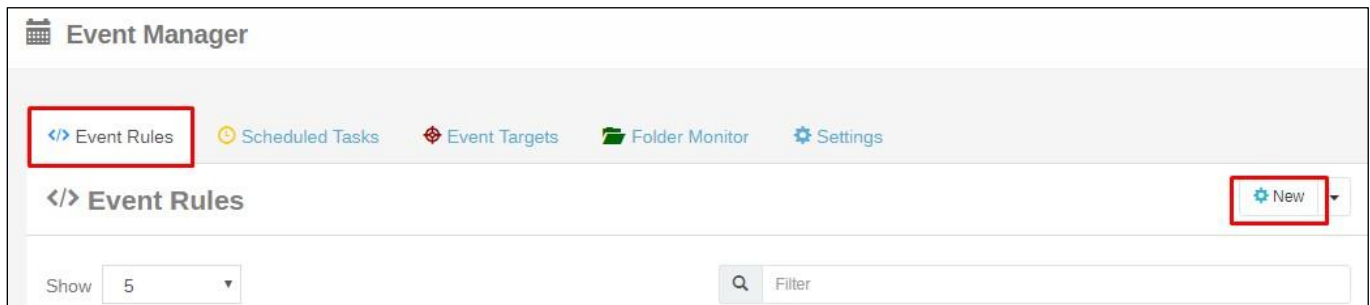 Event Manager
</> Event Rules Scheduled Tasks Event Targets Folder Monitor Settings
</> Event Rules New
Show 5 Filter